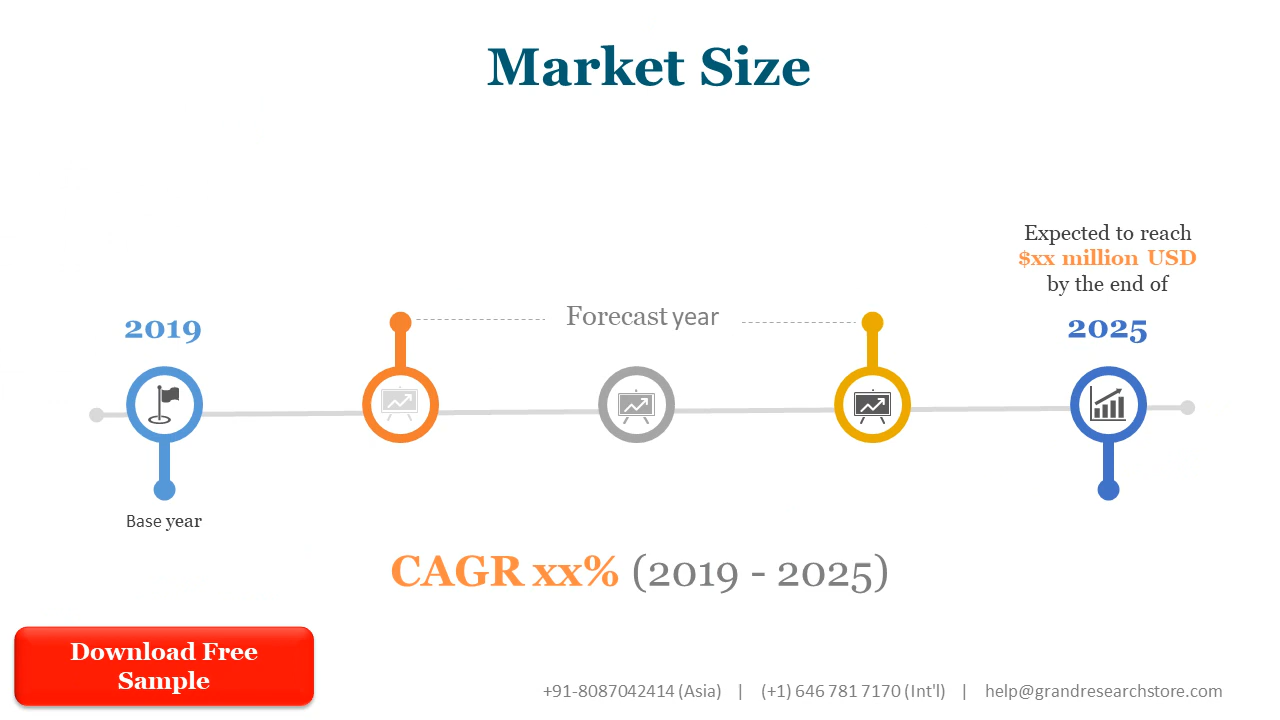 Market Size
Expected to reach
$xx million USD
by the end of
2019
Forecast year
2025
Base year
CAGR xx% (2019 - 2025)
Download Free
Sample
+91-8087042414 (Asia) | (+1) 646 781 7170 (Int'l) | help@grandresearchstore.com